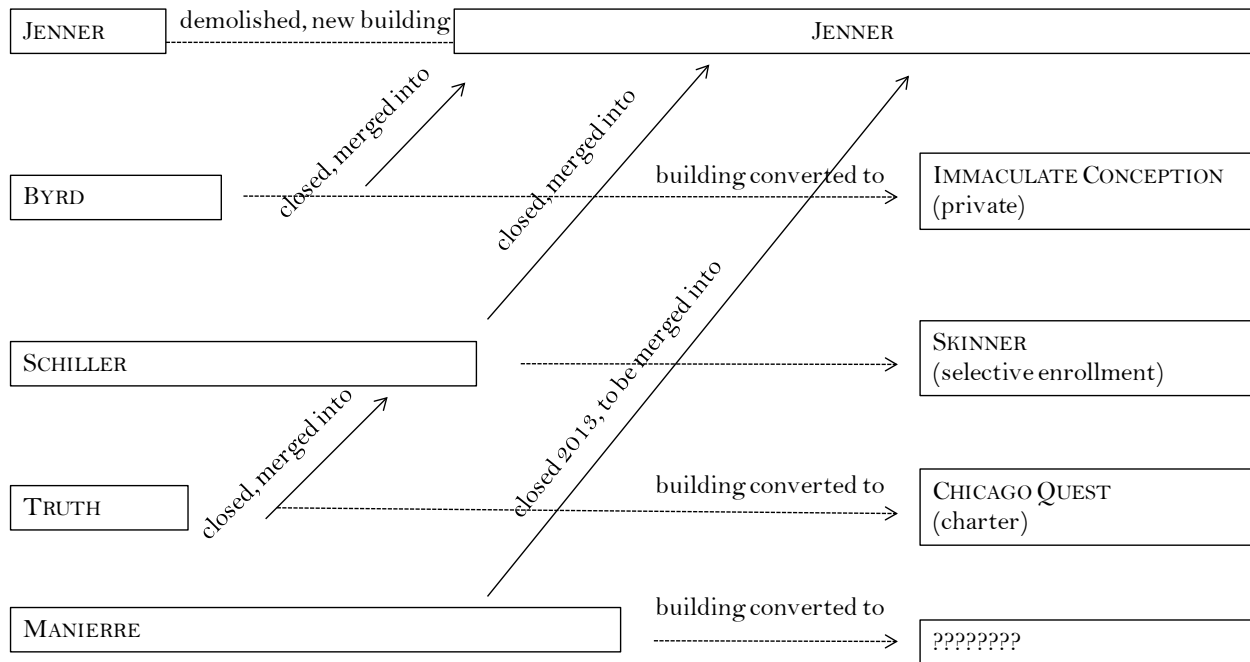 JENNER
demolished, new building
JENNER
closed, merged into
closed, merged into
BYRD
building converted to
IMMACULATE CONCEPTION
(private)
SCHILLER
closed 2013, to be merged into
SKINNER
(selective enrollment)
closed, merged into
TRUTH
building converted to
CHICAGO QUEST
(charter)
MANIERRE
building converted to
????????